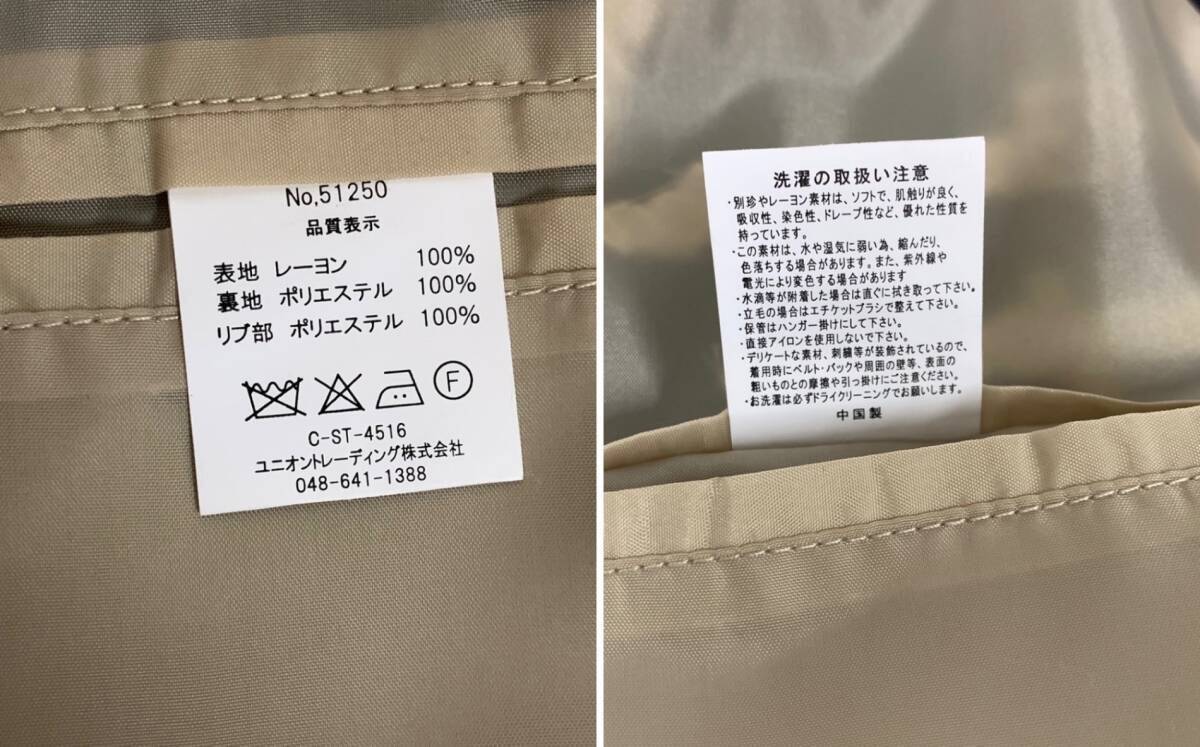 No,51250
品質表示
表地 レーヨン 100%
裏地 ポリエステル 100%
リブ部 ポリエステル 100%
F
C-ST-4516
ユニオントレーディング株式会社
048-641-1388
洗濯の取扱い注意
・別珍やレーヨン素材は、ソフトで、肌触りが良く、
吸収性、染色性、ドレープ性など、優れた性質を
持っています。
・この素材は、水や湿気に弱い為、縮んだり、
色落ちする場合があります。また、紫外線や
電光により変色する場合があります
・水滴等が附着した場合は直ぐに拭き取って下さい。
・立毛の場合はエチケットブラシで整えて下さい。
・保管はハンガー掛けにして下さい。
・直接アイロンを使用しないで下さい。
・デリケートな素材、刺繍等が装飾されているので、
着用時にベルト・バックや周囲の壁等、表面の
粗いものとの摩擦や引っ掛けにご注意ください。
・お洗濯は必ずドライクリーニングでお願いします。
中国製